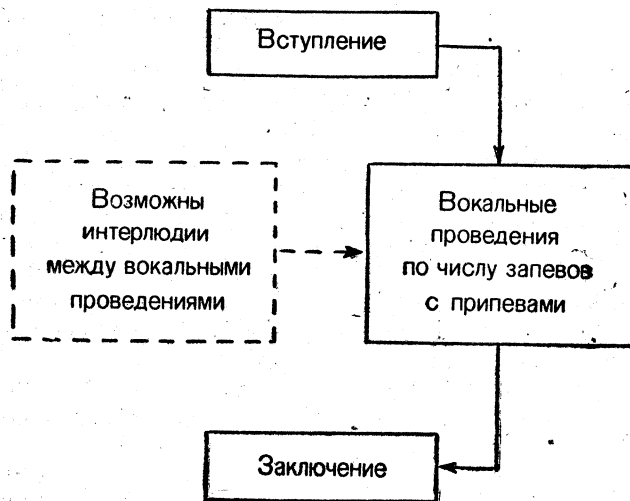 Вступление
Возможны
интерлюдии
между вокальными
проведениями
Вокальные
проведения
по числу запевов
с припевами
Заключение